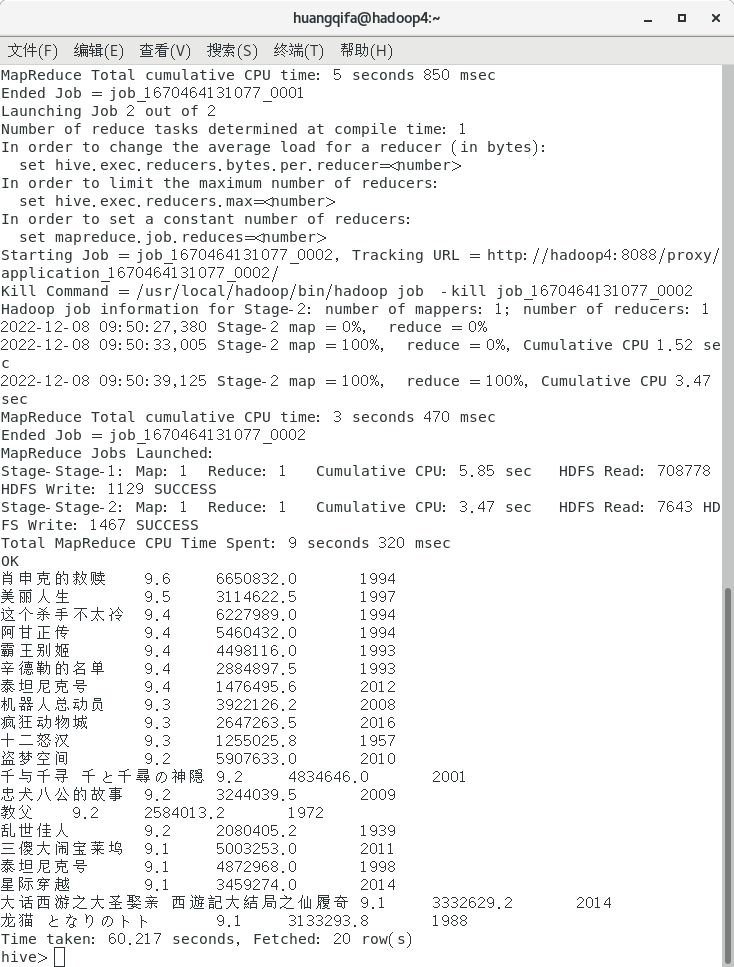 huangqifa@hadoop4:~
文件(F) 编辑(E) 查看(V) 搜索(S) 终端(T) 帮助(H)
MapReduce Total cumulative CPU time: 5 seconds 850 msec
Ended Job = job_1670464131077_0001
Launching Job 2 out of 2
Number of reduce tasks determined at compile time: 1
In order to change the average load for a reducer (in bytes):
  set hive.exec.reducers.bytes.per.reducer=<number>
In order to limit the maximum number of reducers:
  set hive.exec.reducers.max=<number>
In order to set a constant number of reducers:
  set mapreduce.job.reduces=<number>
Starting Job = job_1670464131077_0002, Tracking URL = http://hadoop4:8088/proxy/
application_1670464131077_0002/
Kill Command = /usr/local/hadoop/bin/hadoop job  -kill job_1670464131077_0002
Hadoop job information for Stage-2: number of mappers: 1; number of reducers: 1
2022-12-08 09:50:27,380 Stage-2 map = 0%,  reduce = 0%
2022-12-08 09:50:33,005 Stage-2 map = 100%,  reduce = 0%, Cumulative CPU 1.52 se
c
2022-12-08 09:50:39,125 Stage-2 map = 100%,  reduce = 100%, Cumulative CPU 3.47
sec
MapReduce Total cumulative CPU time: 3 seconds 470 msec
Ended Job = job_1670464131077_0002
MapReduce Jobs Launched:
Stage-Stage-1: Map: 1  Reduce: 1   Cumulative CPU: 5.85 sec   HDFS Read: 708778
HDFS Write: 1129 SUCCESS
Stage-Stage-2: Map: 1  Reduce: 1   Cumulative CPU: 3.47 sec   HDFS Read: 7643 HD
FS Write: 1467 SUCCESS
Total MapReduce CPU Time Spent: 9 seconds 320 msec
OK
肖申克的救赎 9.6 6650832.0 1994
美丽人生 9.5 3114622.5 1997
这个杀手不太冷 9.4 6227989.0 1994
阿甘正传 9.4 5460432.0 1994
霸王别姬 9.4 4498116.0 1993
辛德勒的名单 9.4 2884897.5 1993
泰坦尼克号 9.4 1476495.6 2012
机器人总动员 9.3 3922126.2 2008
疯狂动物城 9.3 2647263.5 2016
十二怒汉 9.3 1255025.8 1957
盗梦空间 9.2 5907633.0 2010
千与千寻 千と千尋の神隠 9.2 4834646.0 2001
忠犬八公的故事 9.2 3244039.5 2009
教父 9.2 2584013.2 1972
乱世佳人 9.2 2080405.2 1939
三傻大闹宝莱坞 9.1 5003253.0 2011
泰坦尼克号 9.1 4872968.0 1998
星际穿越 9.1 3459274.0 2014
大话西游之大圣娶亲 西遊記大結局之仙履奇 9.1 3332629.2 2014
龙猫 となりのトト 9.1 3133293.8 1988
Time taken: 60.217 seconds, Fetched: 20 row(s)
hive>